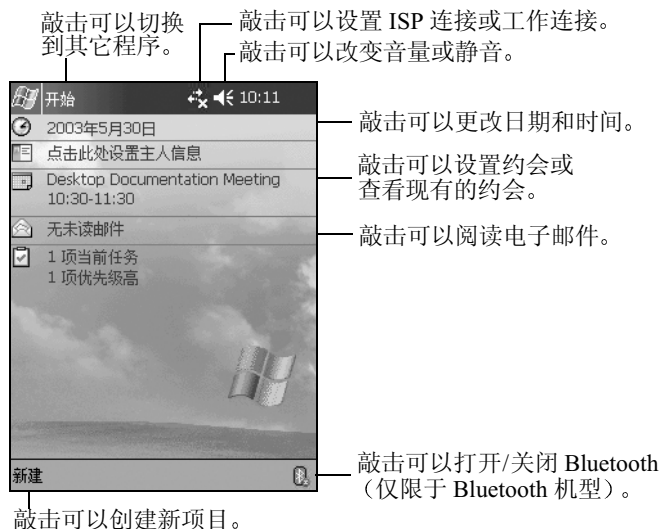 敲击可以切换
到其它程序。
敲击可以设置 ISP 连接或工作连接。
敲击可以改变音量或静音。
开始 10:11
2003年5月30日
敲击可以更改日期和时间。
点击此处设置主人信息
Desktop Documentation Meeting
10:30-11:30
敲击可以设置约会或
查看现有的约会。
无未读邮件
敲击可以阅读电子邮件。
1 项当前任务
1 项优先级高
新建
敲击可以打开/关闭 Bluetooth
（仅限于 Bluetooth 机型）。
敲击可以创建新项目。